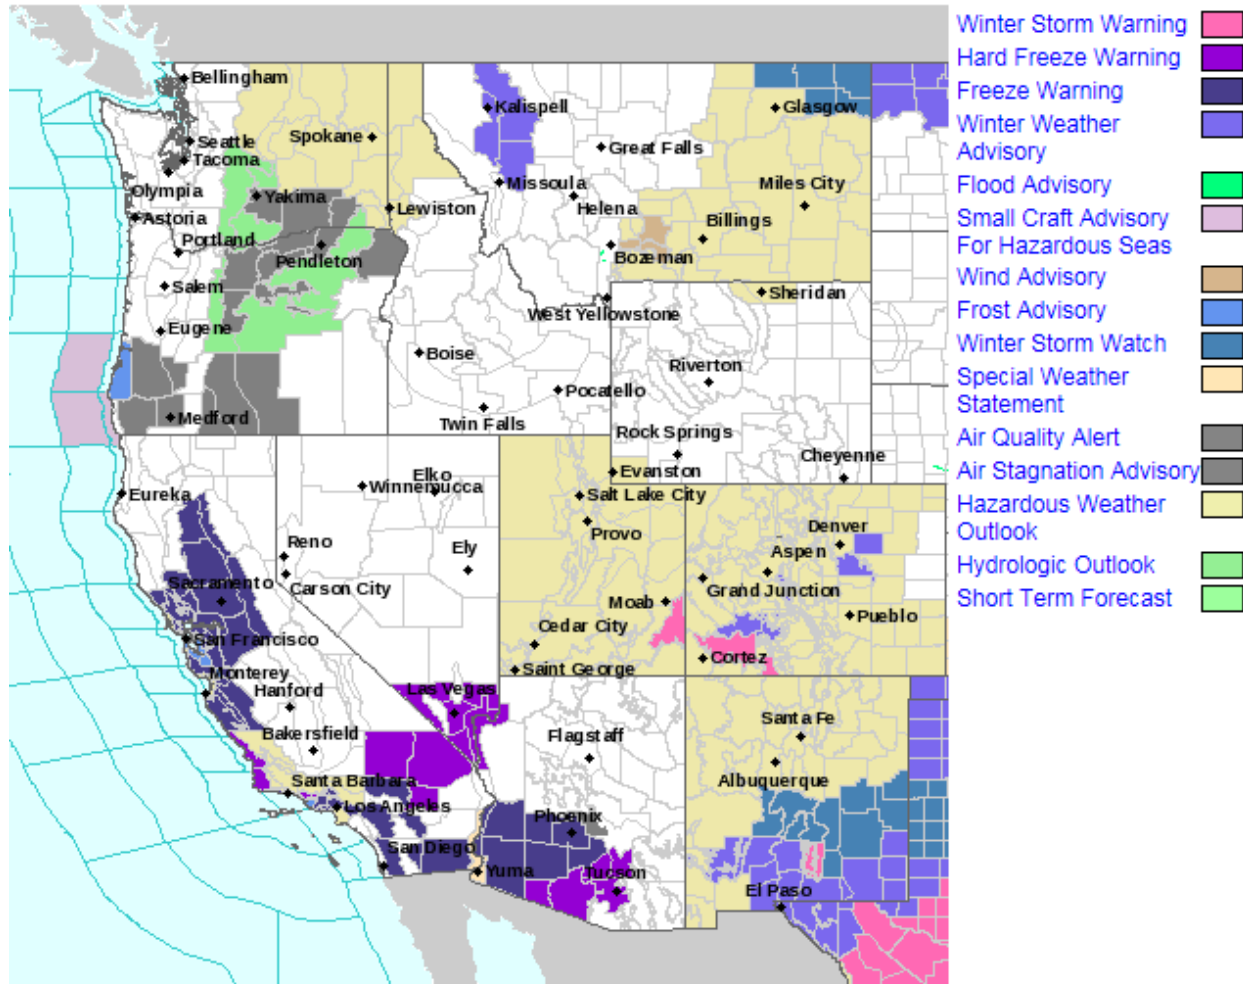 Winter Storm Warning
Hard Freeze Warning
Freeze Warning
Winter Weather
Advisory
Flood Advisory
Small Craft Advisory
For Hazardous Seas
Wind Advisory
Frost Advisory
Winter Storm Watch
Special Weather
Statement
Air Quality Alert
Air Stagnation Advisory
Hazardous Weather
Outlook
Hydrologic Outlook
Short Term Forecast
Bellingham
Kalispell
Glasgow
Seattle
Spokane
Great Falls
Tacoma
Olympia
Missoula
Miles City
Yakima
Lewiston
Helena
Astoria
Billings
Portland
Pendleton
Bozeman
Salem
Sheridan
West Yellowstone
Eugene
Boise
Riverton
Pocatello
Medford
Twin Falls
Rock Springs
Cheyenne
Elko
Evanston
Eureka
Winnemucca
Salt Lake City
Provo
Denver
Reno
Ely
Aspen
Sacramento
Carson City
Grand Junction
Moab
Pueblo
San Francisco
Cedar City
Cortez
Monterey
Saint George
Hanford
Las Vegas
Santa Fe
Bakersfield
Flagstaff
Santa Barbara
Albuquerque
Los Angeles
Phoenix
San Diego
Yuma
Tucson
El Paso